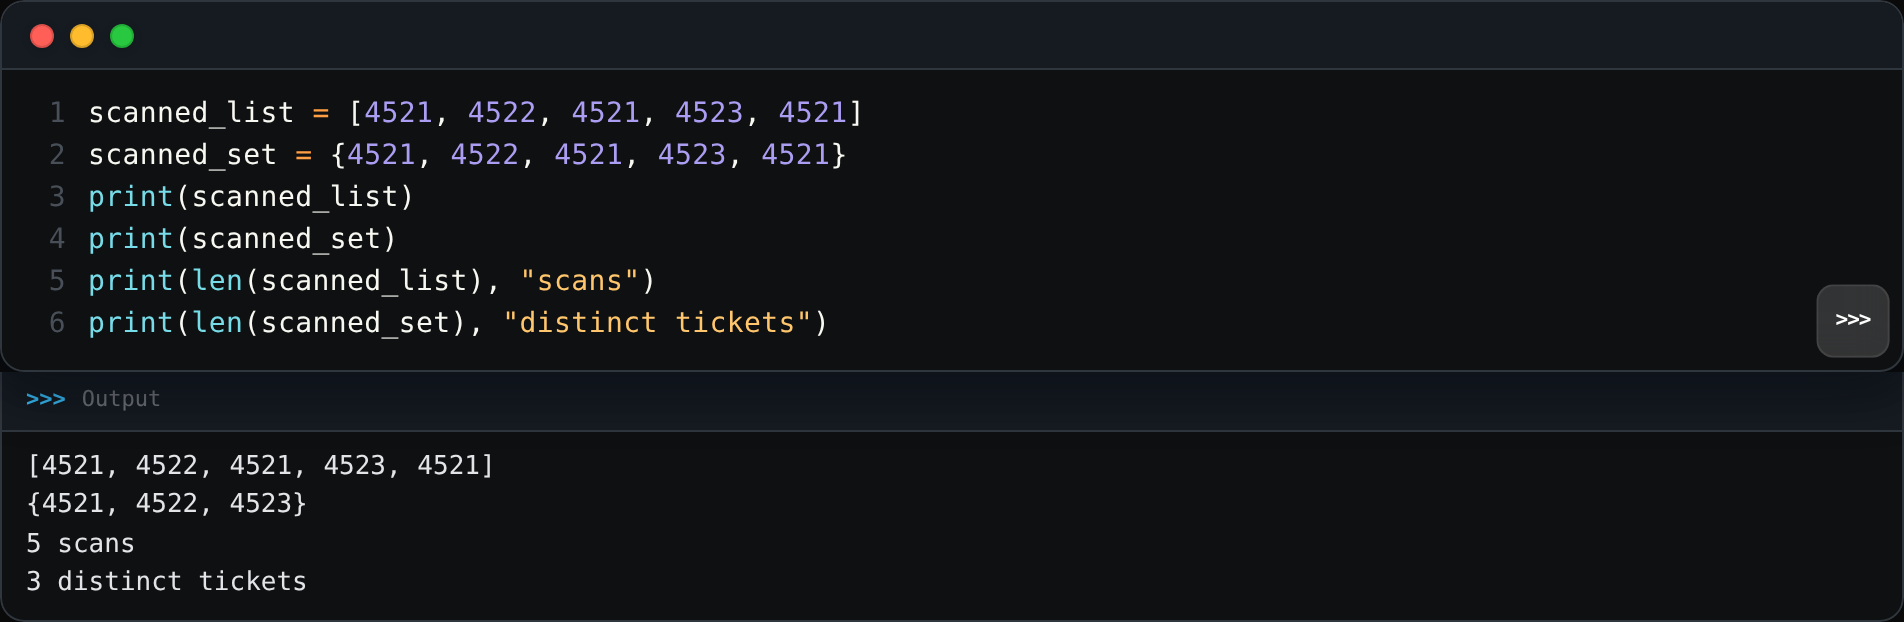 1 scanned_list = [4521, 4522, 4521, 4523, 4521]
2 scanned_set = {4521, 4522, 4521, 4523, 4521}
3 print(scanned_list)
4 print(scanned_set)
5 print(len(scanned_list), "scans")
6 print(len(scanned_set), "distinct tickets")
>>>
>>> Output
[4521, 4522, 4521, 4523, 4521]
{4521, 4522, 4523}
5 scans
3 distinct tickets